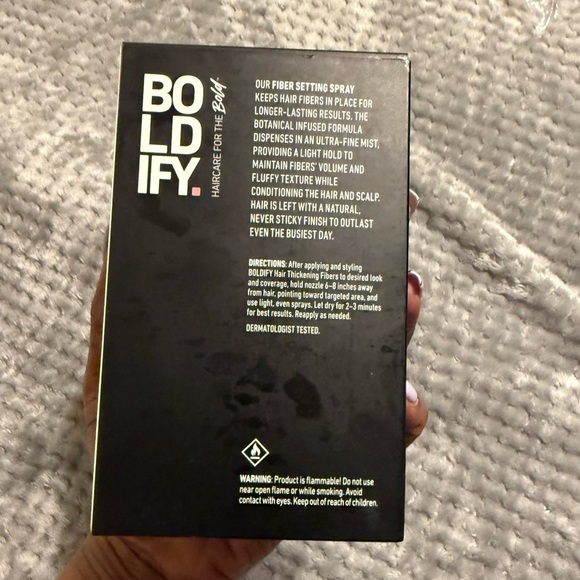 BO
LD
IFY.
HAIRCARE FOR THE Bold.
OUR FIBER SETTING SPRAY
KEEPS HAIR FIBERS IN PLACE FOR
LONGER-LASTING RESULTS. THE
BOTANICAL INFUSED FORMULA
DISPENSES IN AN ULTRA-FINE MIST,
PROVIDING A LIGHT HOLD TO
MAINTAIN FIBERS' VOLUME AND
FLUFFY TEXTURE WHILE
CONDITIONING THE HAIR AND SCALP.
HAIR IS LEFT WITH A NATURAL,
NEVER STICKY FINISH TO OUTLAST
EVEN THE BUSIEST DAY.
DIRECTIONS: After applying and styling
BOLDIFY Hair Thickening Fibers to desired look
and coverage, hold nozzle 6-8 inches away
from hair, pointing toward targeted area, and
use light, even sprays. Let dry for 2-3 minutes
for best results. Reapply as needed.
DERMATOLOGIST TESTED.
WARNING: Product is flammable! Do not use
near open flame or while smoking. Avoid
contact with eyes. Keep out of reach of children.